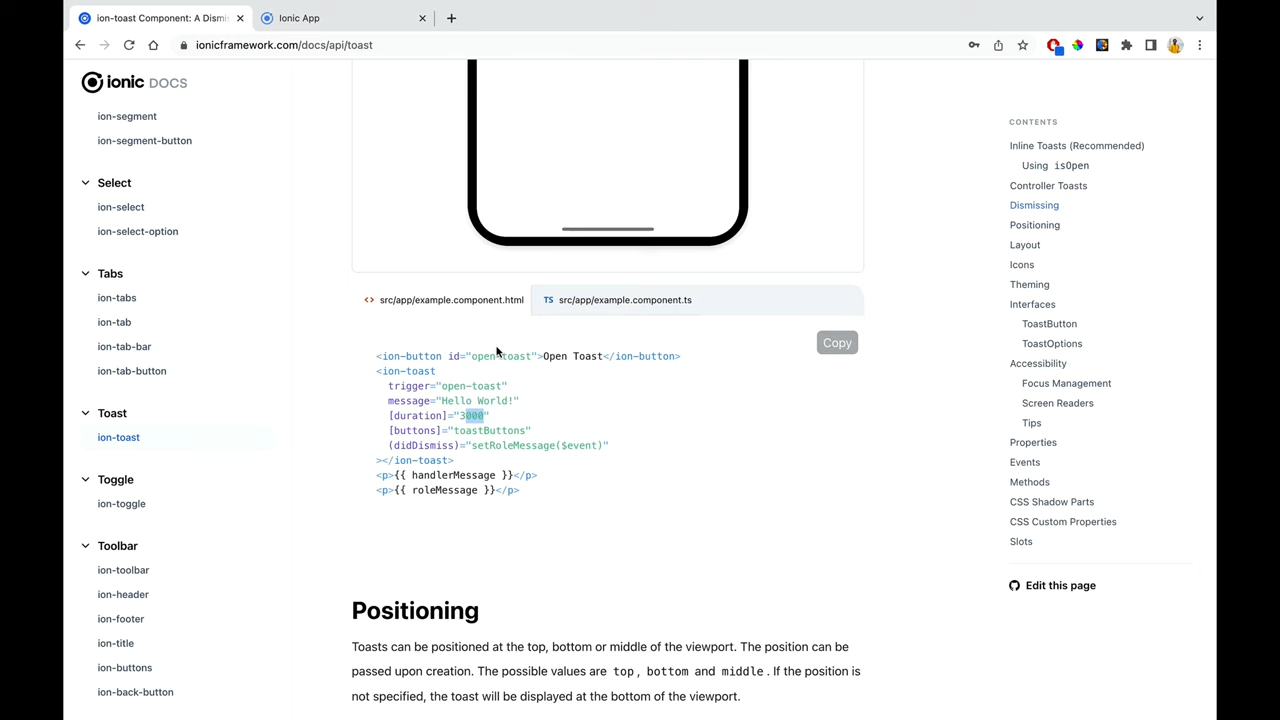 ion-toast Component: A Dismi
Ionic App
ionicframework.com/docs/api/toast
ionic DOCS
ion-segment
ion-segment-button
Select
ion-select
ion-select-option
Tabs
ion-tabs
ion-tab
ion-tab-bar
ion-tab-button
Toast
ion-toast
Toggle
ion-toggle
Toolbar
ion-toolbar
ion-header
ion-footer
ion-title
ion-buttons
ion-back-button
<> src/app/example.component.html
TS src/app/example.component.ts
Copy
<ion-button id="open-toast">Open Toast</ion-button>
<ion-toast
trigger="open-toast"
message="Hello World!"
[duration]="3000"
[buttons]="toastButtons"
(didDismiss)="setRoleMessage($event)"
></ion-toast>
<p>{{ handlerMessage }}</p>
<p>{{ roleMessage }}</p>
Positioning
Toasts can be positioned at the top, bottom or middle of the viewport. The position can be
passed upon creation. The possible values are top, bottom and middle. If the position is
not specified, the toast will be displayed at the bottom of the viewport.
CONTENTS
Inline Toasts (Recommended)
Using isOpen
Controller Toasts
Dismissing
Positioning
Layout
Icons
Theming
Interfaces
ToastButton
ToastOptions
Accessibility
Focus Management
Screen Readers
Tips
Properties
Events
Methods
CSS Shadow Parts
CSS Custom Properties
Slots
Edit this page